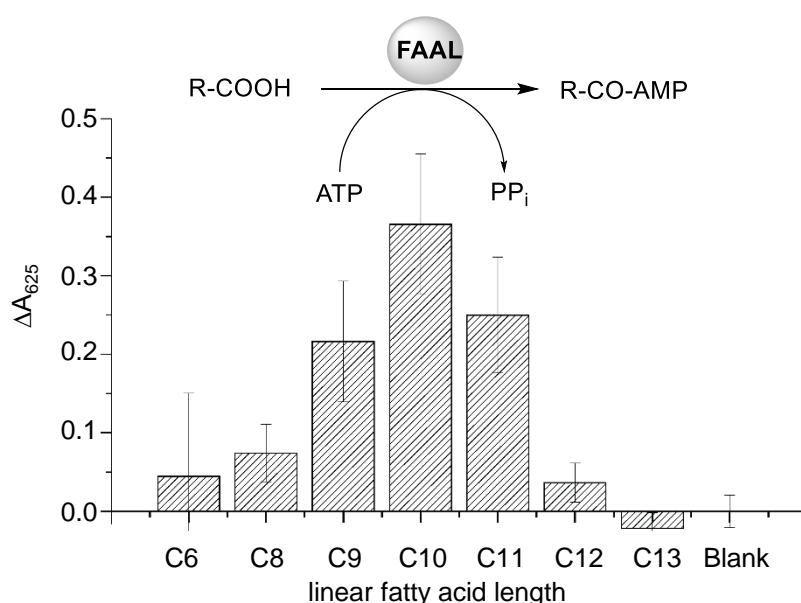 FAAL
R-COOH
R-CO-AMP
ATP
PPi
ΔA625
0.5
0.4
0.3
0.2
0.1
0.0
C6 C8 C9 C10 C11 C12 C13 Blank
linear fatty acid length